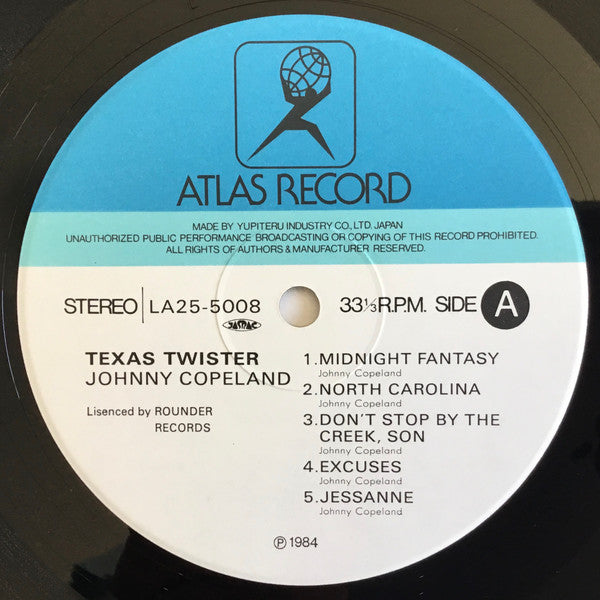 ATLAS RECORD
MADE BY YUPITERU INDUSTRY CO., LTD. JAPAN
UNAUTHORIZED PUBLIC PERFORMANCE BROADCASTING OR COPYING OF THIS RECORD PROHIBITED.
ALL RIGHTS OF AUTHORS & MANUFACTURER RESERVED.
STEREO LA25-5008
JASRAC
33⅓R.P.M. SIDE A
TEXAS TWISTER
JOHNNY COPELAND
Lisenced by ROUNDER
RECORDS
1.MIDNIGHT FANTASY
Johnny Copeland
2.NORTH CAROLINA
Johnny Copeland
3.DON'T STOP BY THE
CREEK, SON
Johnny Copeland
4.EXCUSES
Johnny Copeland
5.JESSANNE
Johnny Copeland
℗ 1984